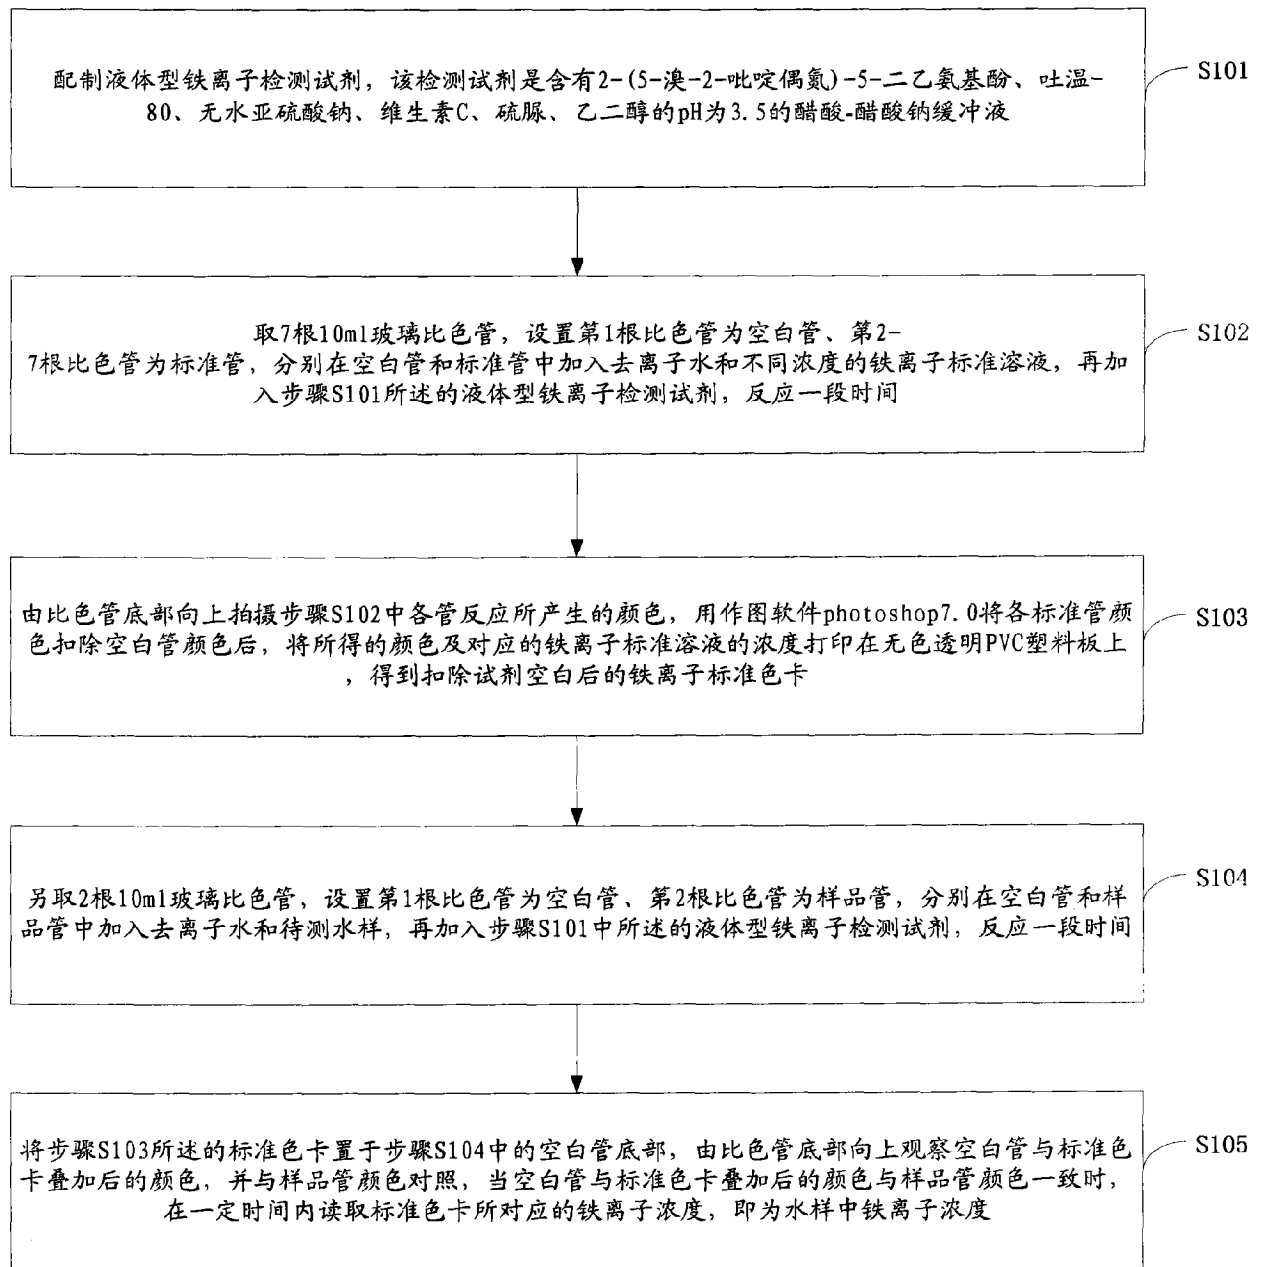 配制液体型铁离子检测试剂，该检测试剂是含有2-(5-溴-2-吡啶偶氮)-5-二乙氨基酚、吐温-
80、无水亚硫酸钠、维生素C、硫脲、乙二醇的pH为3.5的醋酸-醋酸钠缓冲液
S101
取7根10ml玻璃比色管，设置第1根比色管为空白管、第2-
7根比色管为标准管，分别在空白管和标准管中加入去离子水和不同浓度的铁离子标准溶液，再加
入步骤S101所述的液体型铁离子检测试剂，反应一段时间
S102
由比色管底部向上拍摄步骤S102中各管反应所产生的颜色，用作图软件photoshop7.0将各标准管颜
色扣除空白管颜色后，将所得的颜色及对应的铁离子标准溶液的浓度打印在无色透明PVC塑料板上
，得到扣除试剂空白后的铁离子标准色卡
S103
另取2根10ml玻璃比色管，设置第1根比色管为空白管、第2根比色管为样品管，分别在空白管和样
品管中加入去离子水和待测水样，再加入步骤S101中所述的液体型铁离子检测试剂，反应一段时间
S104
将步骤S103所述的标准色卡置于步骤S104中的空白管底部，由比色管底部向上观察空白管与标准色
卡叠加后的颜色，并与样品管颜色对照，当空白管与标准色卡叠加后的颜色与样品管颜色一致时，
在一定时间内读取标准色卡所对应的铁离子浓度，即为水样中铁离子浓度
S105